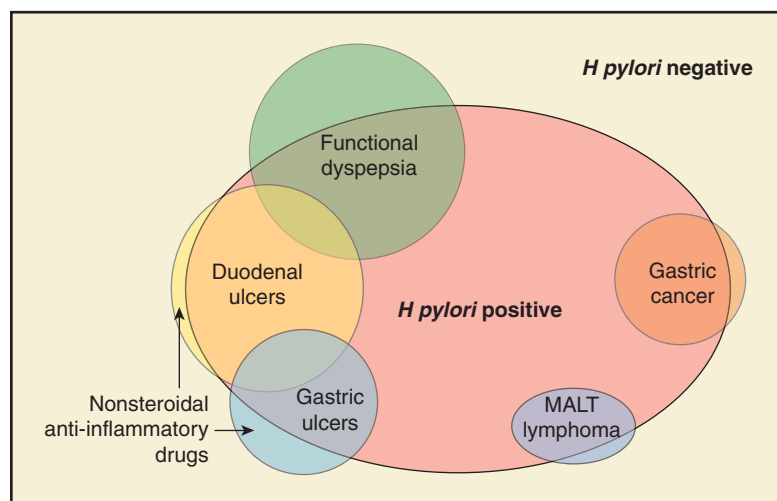 H pylori negative
Functional
dyspepsia
Duodenal
ulcers
Gastric
cancer
H pylori positive
Nonsteroidal
anti-inflammatory
drugs
Gastric
ulcers
MALT
lymphoma